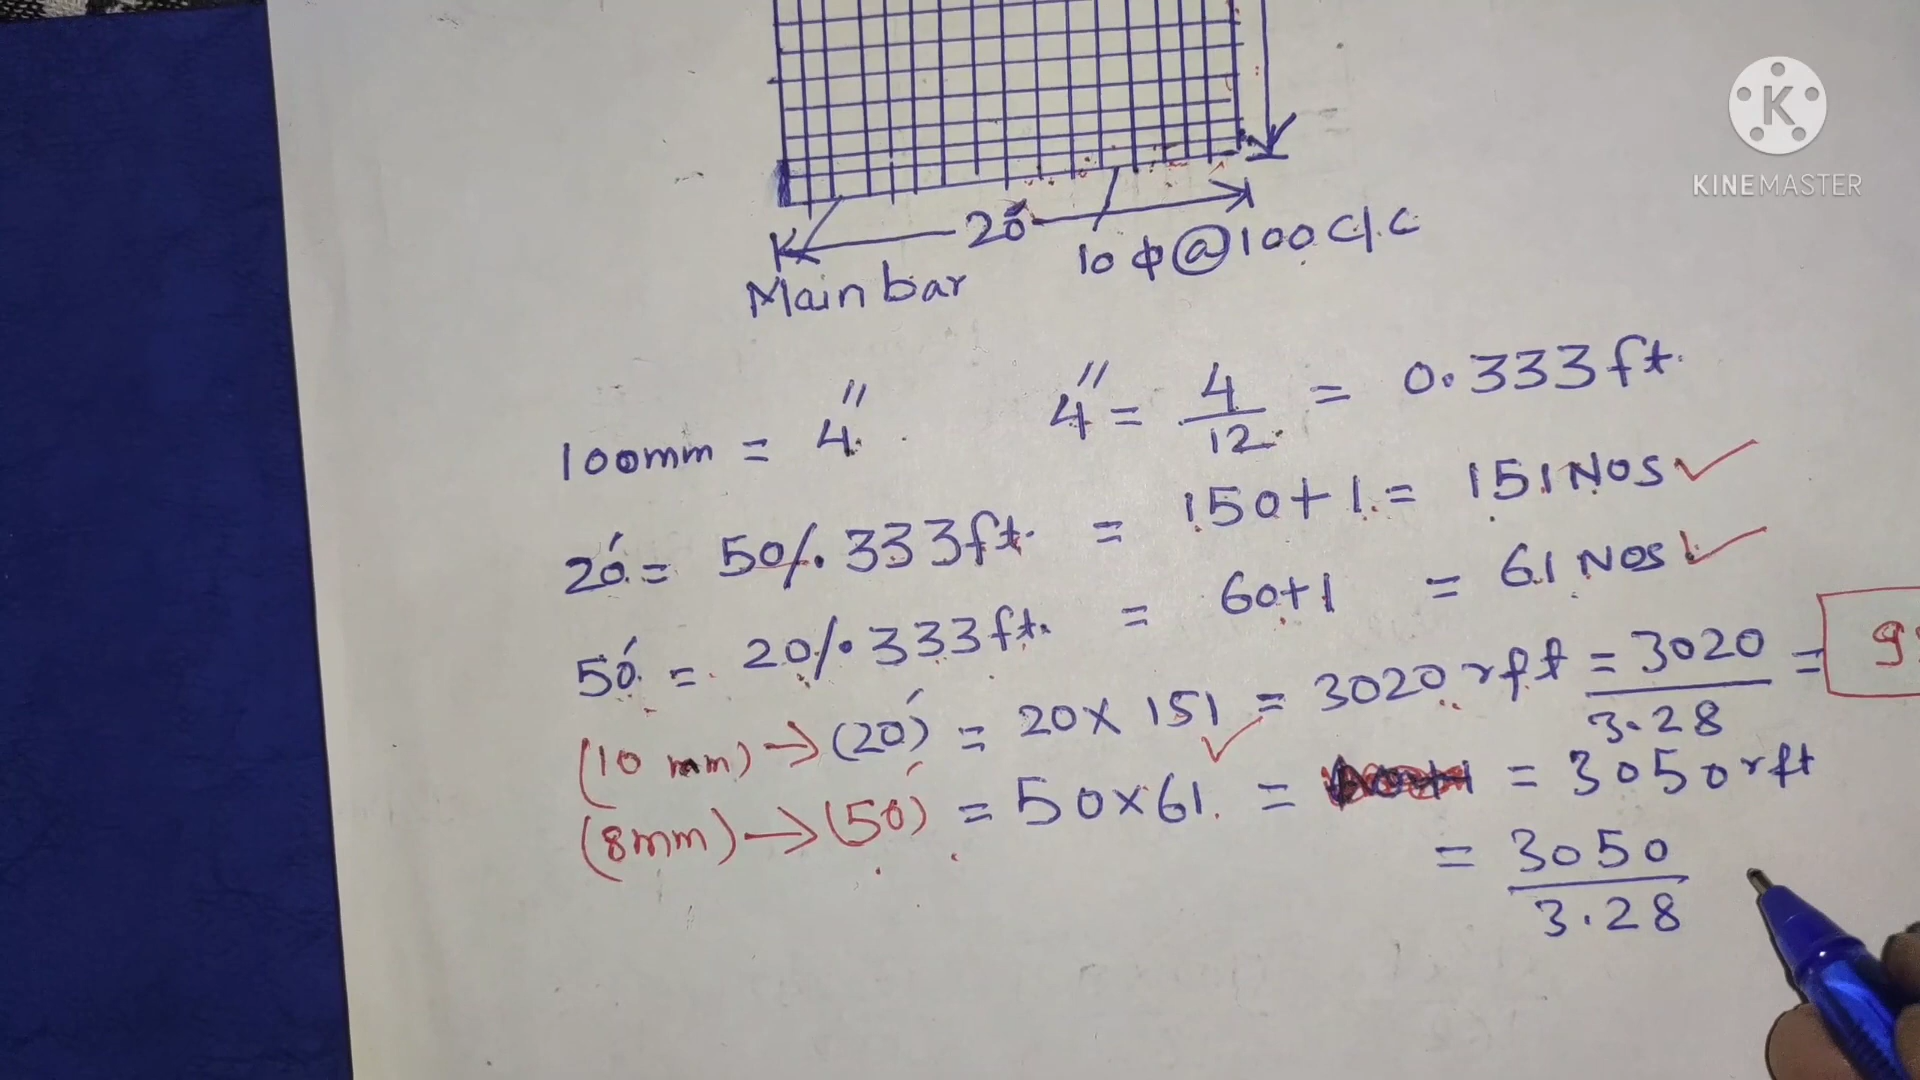 K
KINEMASTER
20'
10 ϕ @ 100 C/C
Main bar
100mm = 4" 4" = 4/12 = 0.333 ft.
20' = 50/.333 ft. = 150+1 = 151 NOS ✓
50' = 20/.333 ft. = 60+1 = 61 NOS ✓
(10 mm) → (20') = 20 X 151 = 3020 rft = 3020/3.28 =
(8mm) → (50') = 50 X 61 = = 3050 rft
= 3050/3.28